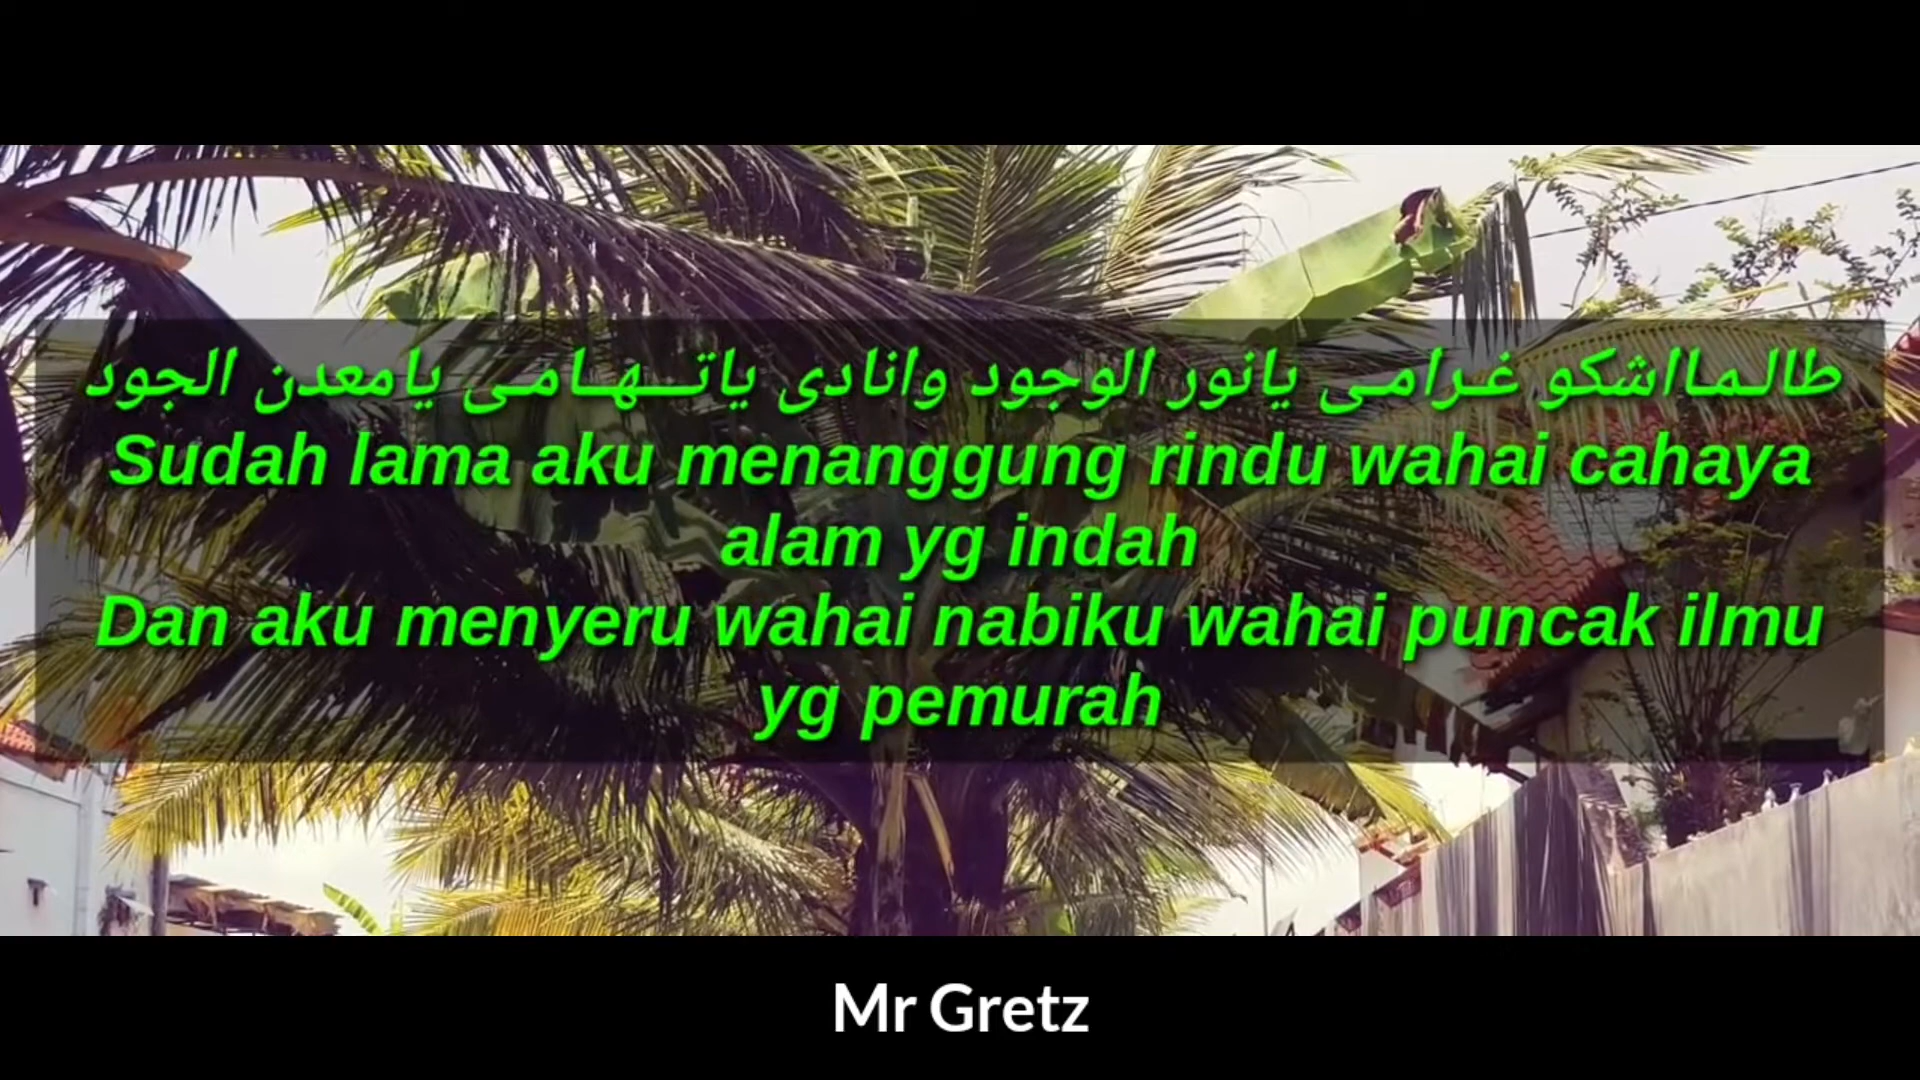 طالماشكو غرامى يانور الوجود وانادى ياتهامى يامعدن الجود
Sudah lama aku menanggung rindu wahai cahaya
alam yg indah
Dan aku menyeru wahai nabiku wahai puncak ilmu
yg pemurah
Mr Gretz